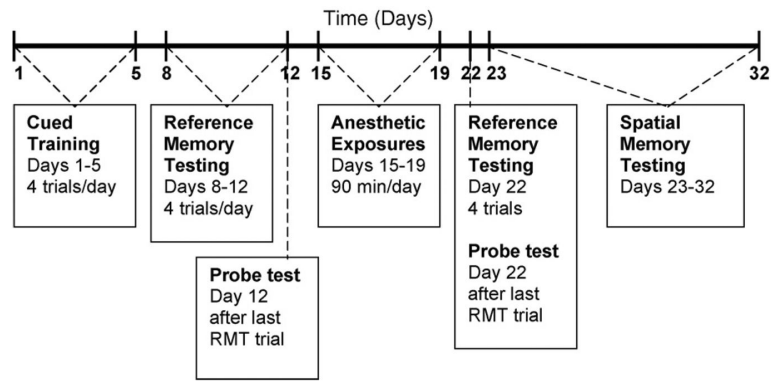 Time (Days)
1 5 8 12 15 19 22 23 32
Cued
Training
Days 1-5
4 trials/day
Reference
Memory
Testing
Days 8-12
4 trials/day
Probe test
Day 12
after last
RMT trial
Anesthetic
Exposures
Days 15-19
90 min/day
Reference
Memory
Testing
Day 22
4 trials
Probe test
Day 22
after last
RMT trial
Spatial
Memory
Testing
Days 23-32